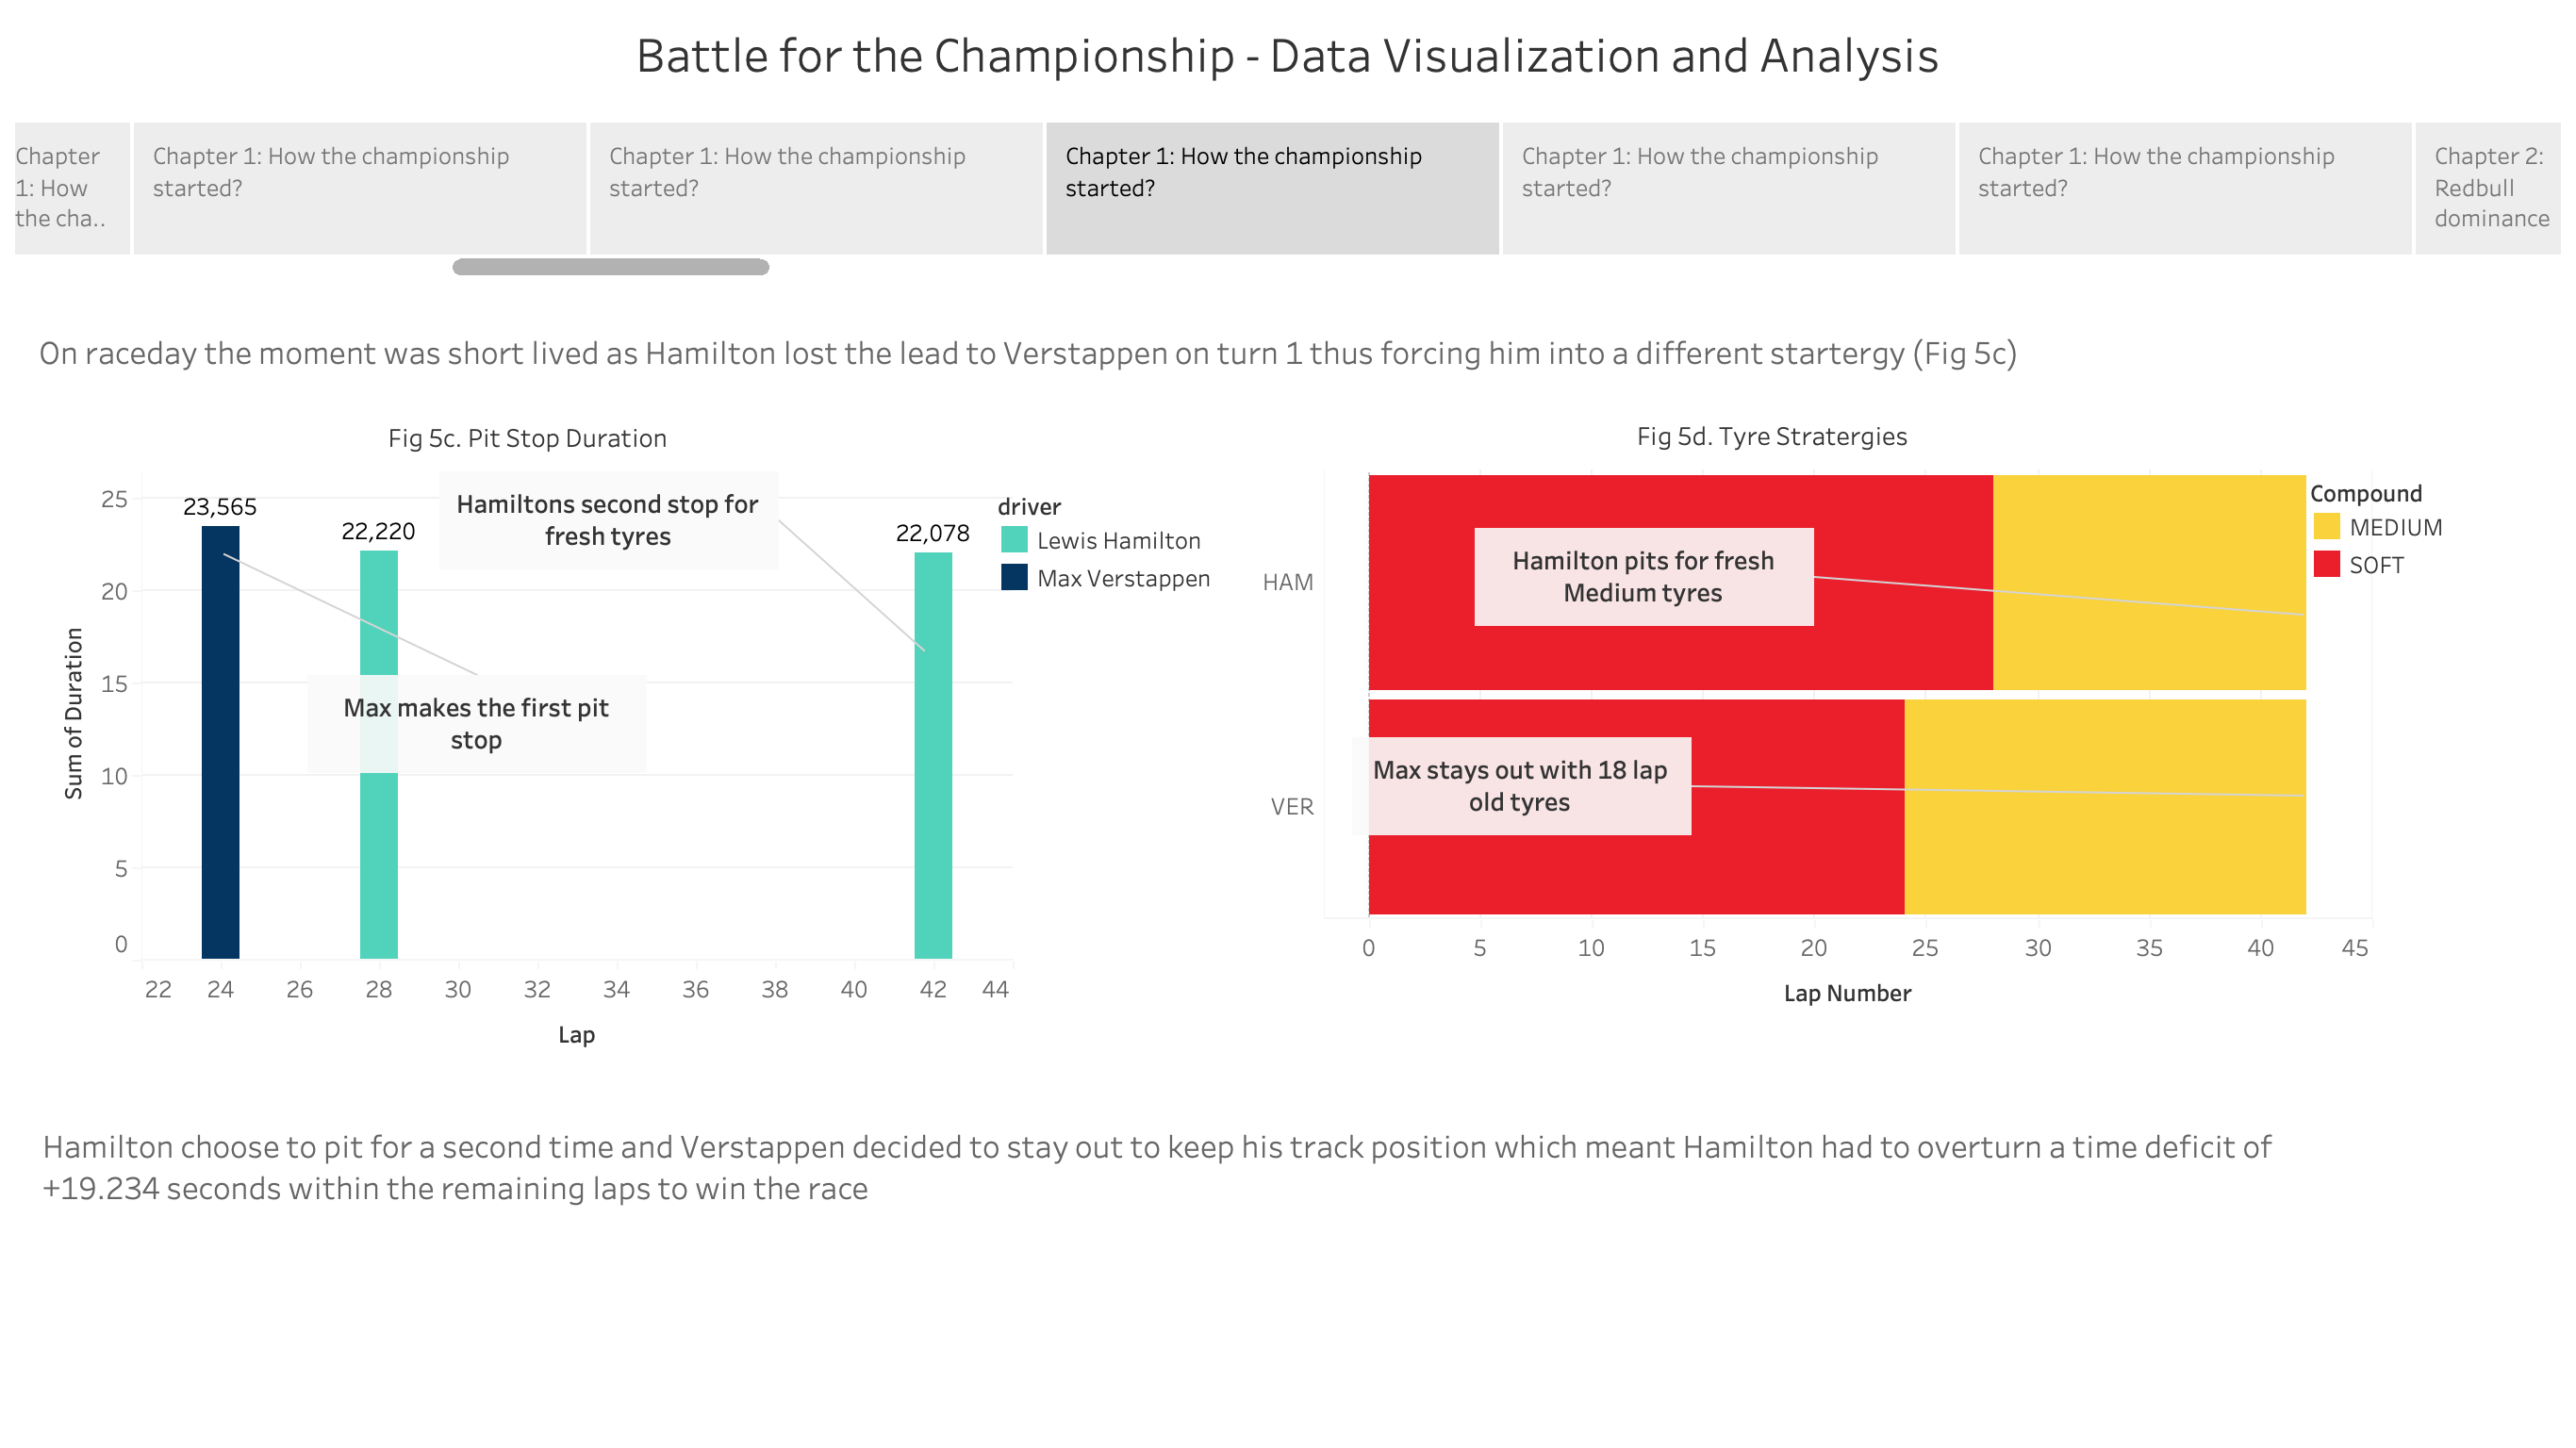 Battle for the Championship - Data Visualization and Analysis
Chapter
1: How
the cha..
Chapter 1: How the championship
started?
Chapter 1: How the championship
started?
Chapter 1: How the championship
started?
Chapter 1: How the championship
started?
Chapter 1: How the championship
started?
Chapter 2:
Redbull
dominance
On raceday the moment was short lived as Hamilton lost the lead to Verstappen on turn 1 thus forcing him into a different startergy (Fig 5c)
Fig 5c. Pit Stop Duration
Sum of Duration
25
20
15
10
5
0
23,565
22,220
22,078
Hamiltons second stop for
fresh tyres
Max makes the first pit
stop
22 24 26 28 30 32 34 36 38 40 42 44
Lap
driver
Lewis Hamilton
Max Verstappen
Fig 5d. Tyre Stratergies
HAM
VER
Hamilton pits for fresh
Medium tyres
Max stays out with 18 lap
old tyres
0 5 10 15 20 25 30 35 40 45
Lap Number
Compound
MEDIUM
SOFT
Hamilton choose to pit for a second time and Verstappen decided to stay out to keep his track position which meant Hamilton had to overturn a time deficit of
+19.234 seconds within the remaining laps to win the race